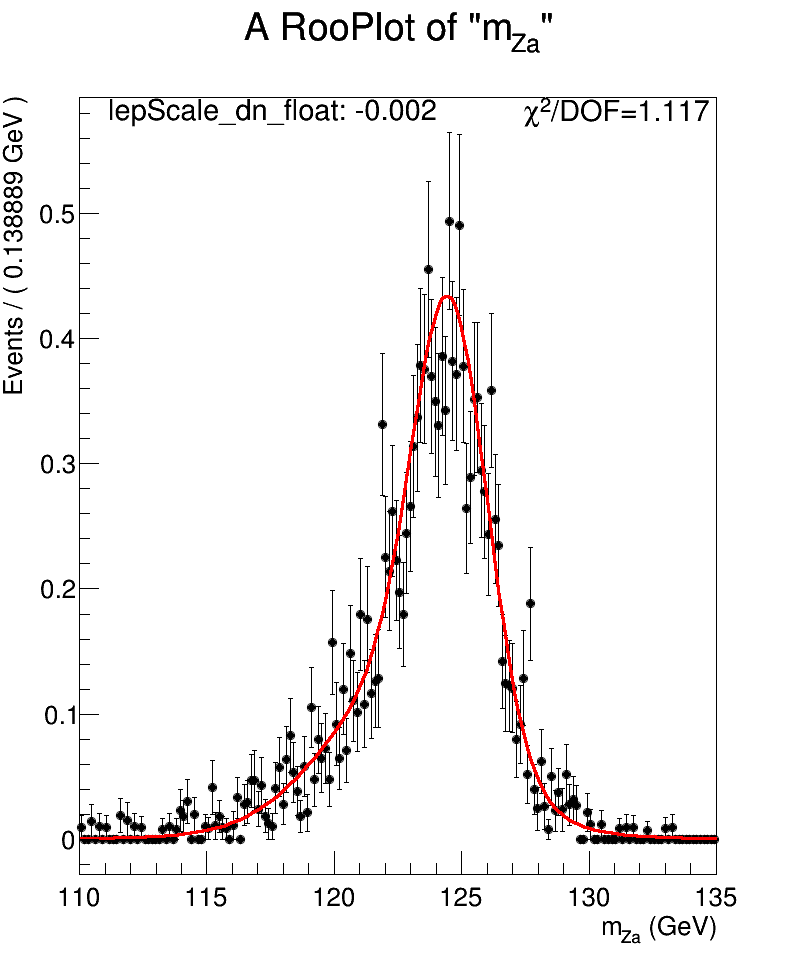 A RooPlot of "mZa"
lepScale_dn_float: -0.002
χ²/DOF=1.117
Events / ( 0.138889 GeV )
0.5
0.4
0.3
0.2
0.1
0
110 115 120 125 130 135
mZa (GeV)